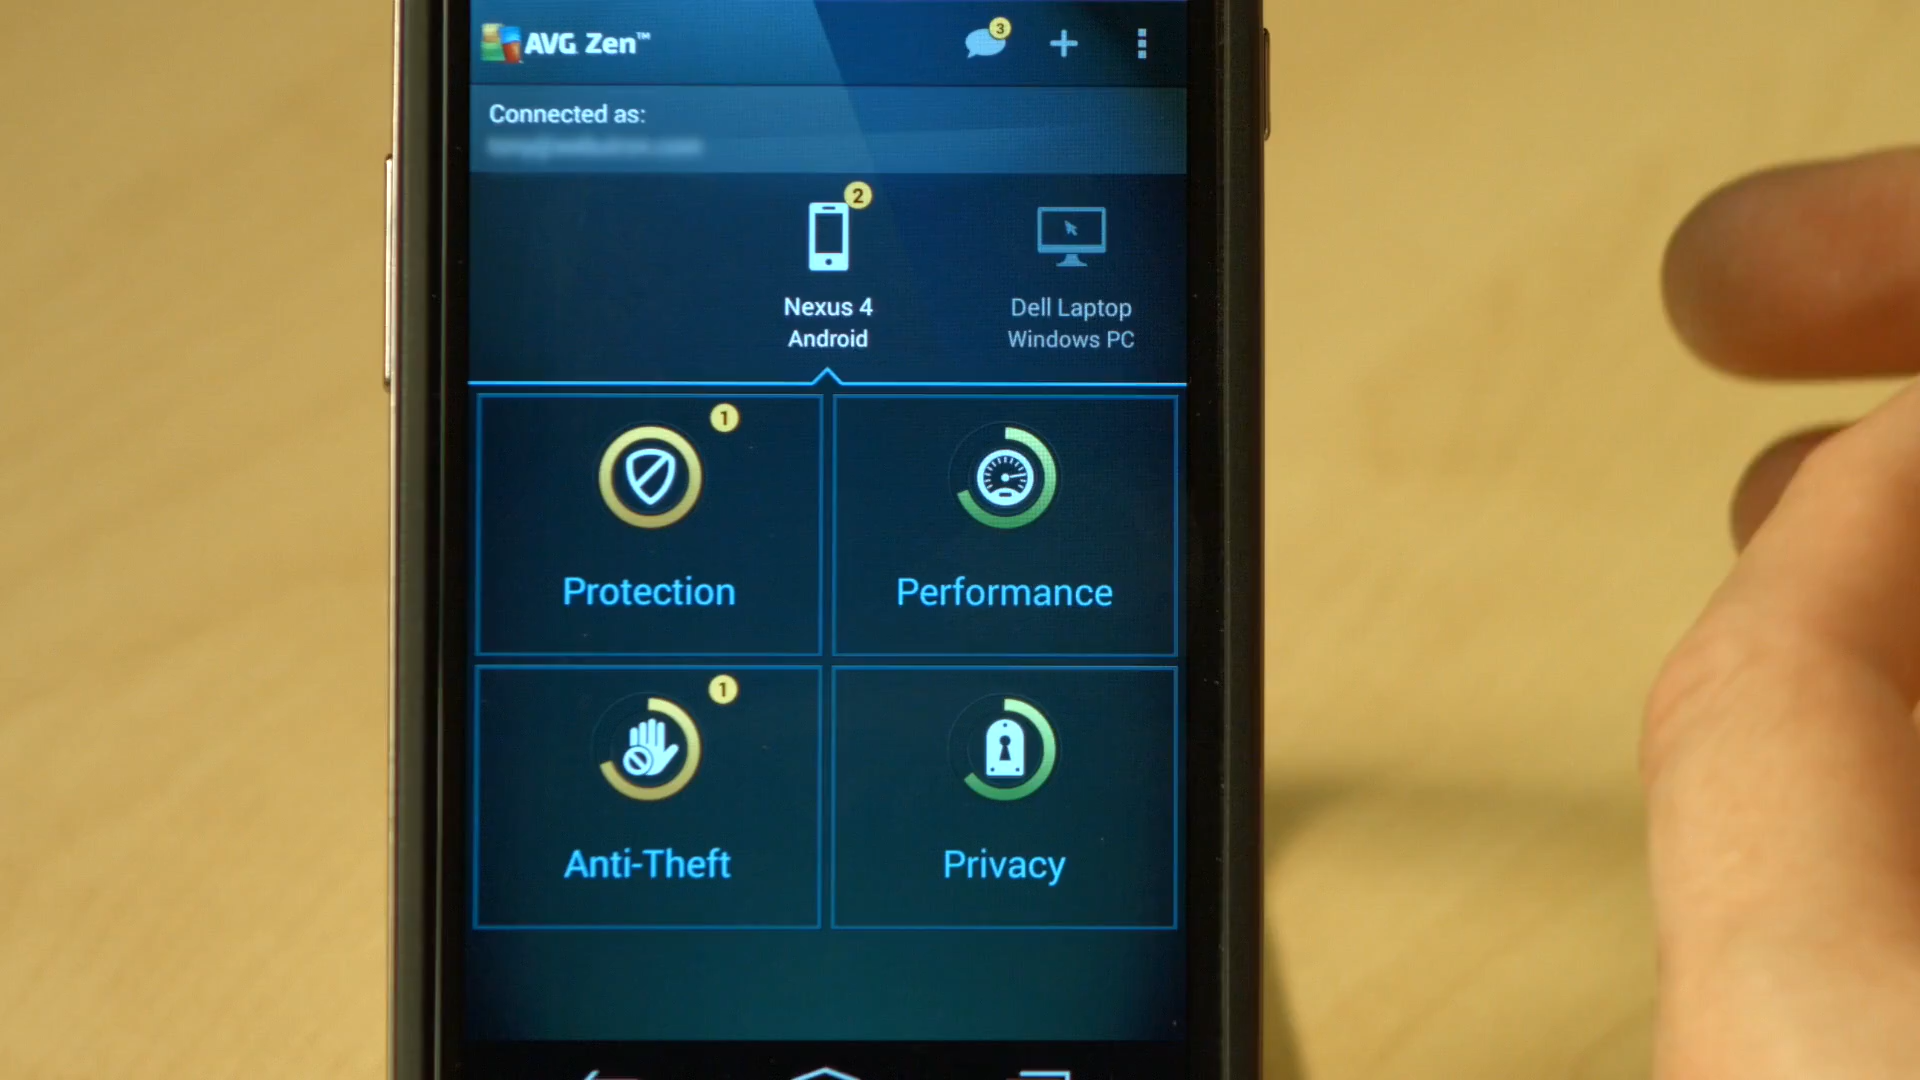 AVG Zen™
3
Connected as:
2
Nexus 4
Android
Dell Laptop
Windows PC
1
Protection
Performance
1
Anti-Theft
Privacy